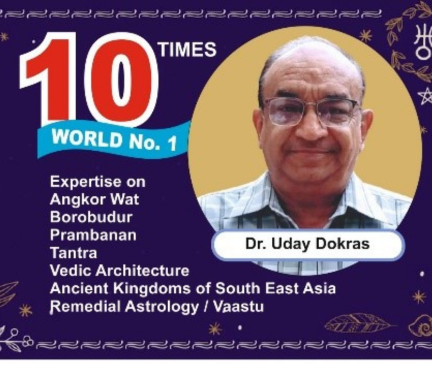 10 TIMES
WORLD No. 1
Expertise on
Angkor Wat
Borobudur
Prambanan
Tantra
Vedic Architecture
Ancient Kingdoms of South East Asia
Remedial Astrology / Vaastu
Dr. Uday Dokras